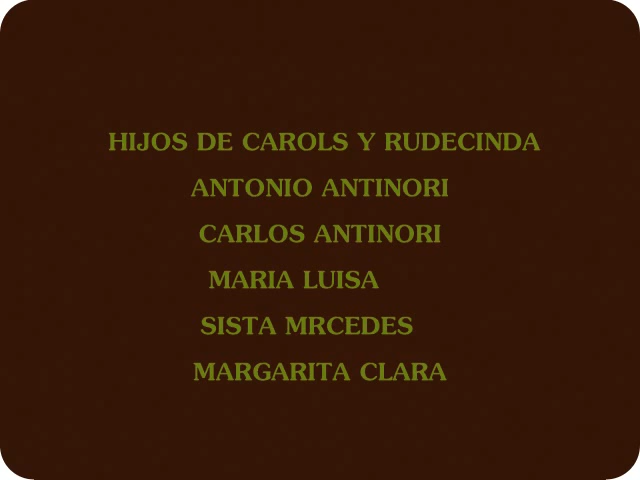 HIJOS DE CAROLS Y RUDECINDA
ANTONIO ANTINORI
CARLOS ANTINORI
MARIA LUISA
SISTA MRCEDES
MARGARITA CLARA